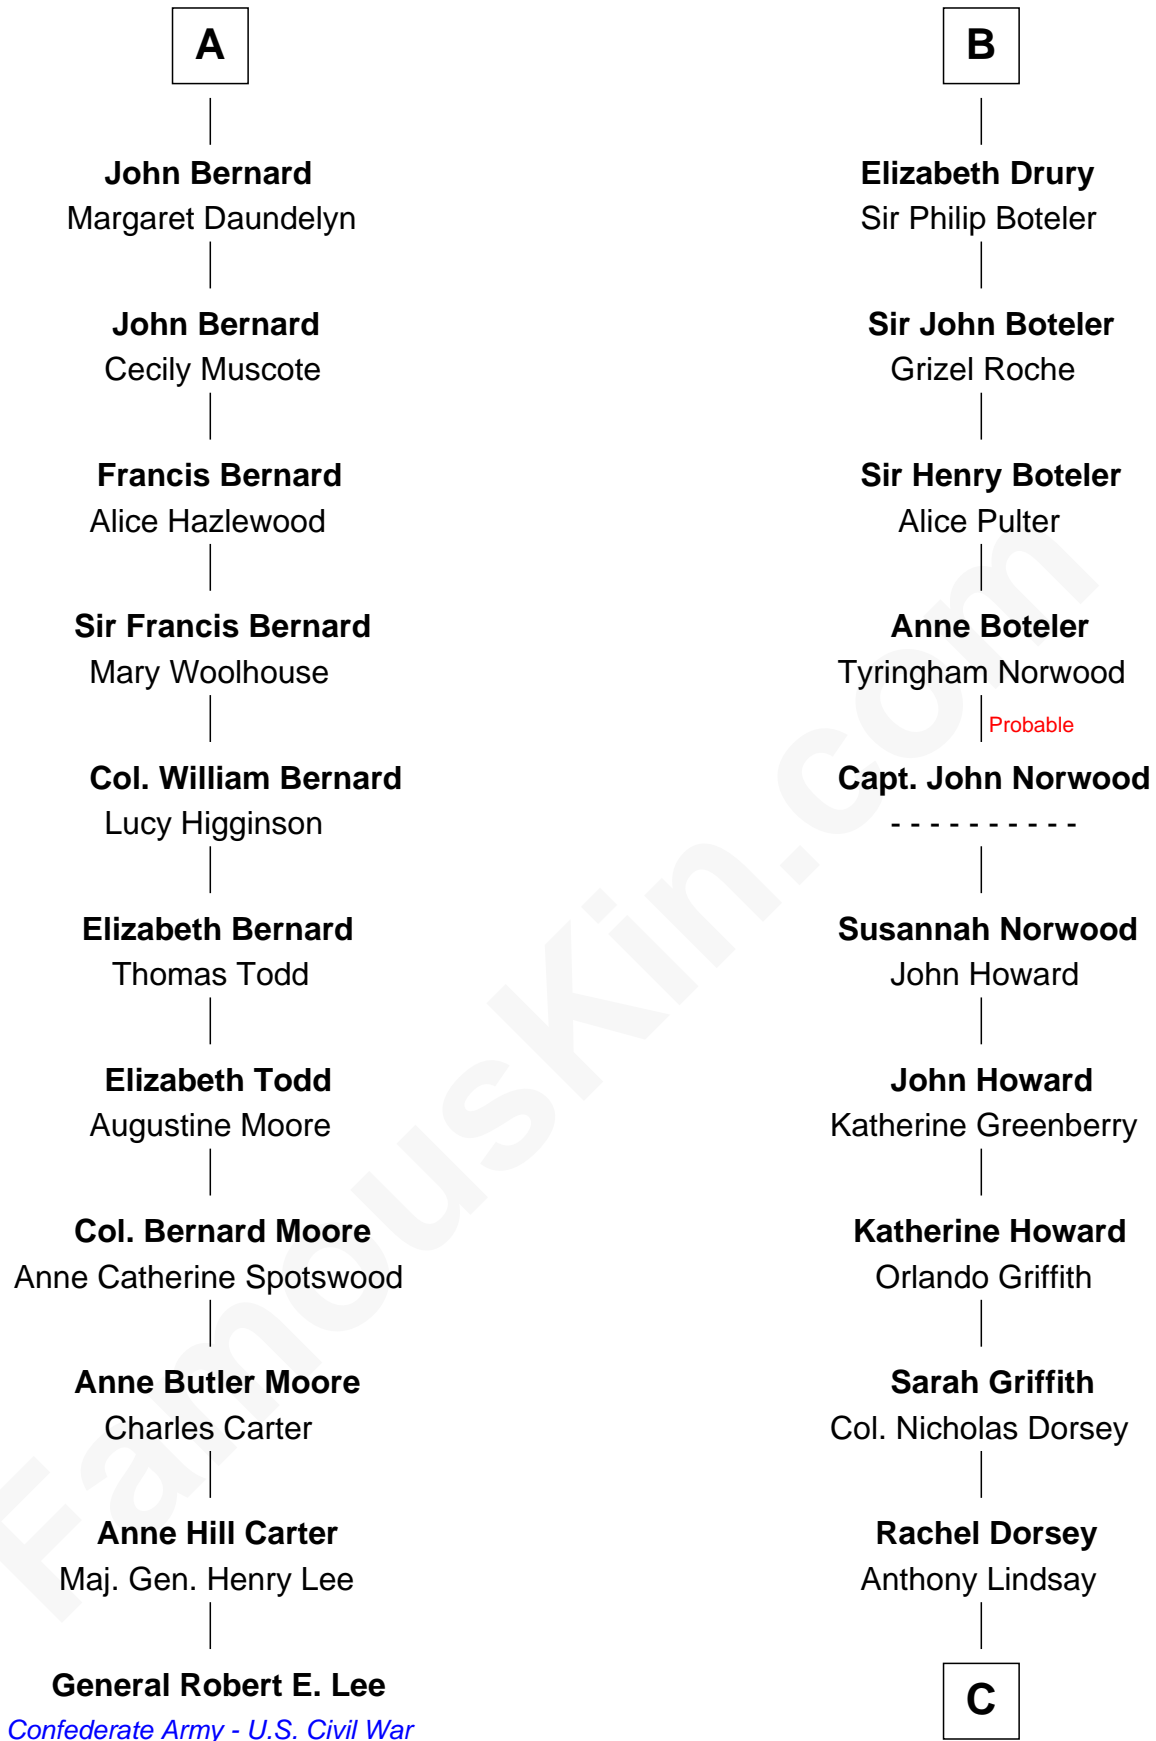 A
John Bernard
Margaret Daundelyn
John Bernard
Cecily Muscote
Francis Bernard
Alice Hazlewood
Sir Francis Bernard
Mary Woolhouse
Col. William Bernard
Lucy Higginson
Elizabeth Bernard
Thomas Todd
Elizabeth Todd
Augustine Moore
Col. Bernard Moore
Anne Catherine Spotswood
Anne Butler Moore
Charles Carter
Anne Hill Carter
Maj. Gen. Henry Lee
General Robert E. Lee
Confederate Army - U.S. Civil War
B
Elizabeth Drury
Sir Philip Boteler
Sir John Boteler
Grizel Roche
Sir Henry Boteler
Alice Pulter
Anne Boteler
Tyringham Norwood
Probable
Capt. John Norwood
- - - - - - - - - -
Susannah Norwood
John Howard
John Howard
Katherine Greenberry
Katherine Howard
Orlando Griffith
Sarah Griffith
Col. Nicholas Dorsey
Rachel Dorsey
Anthony Lindsay
C
FamousKin.com